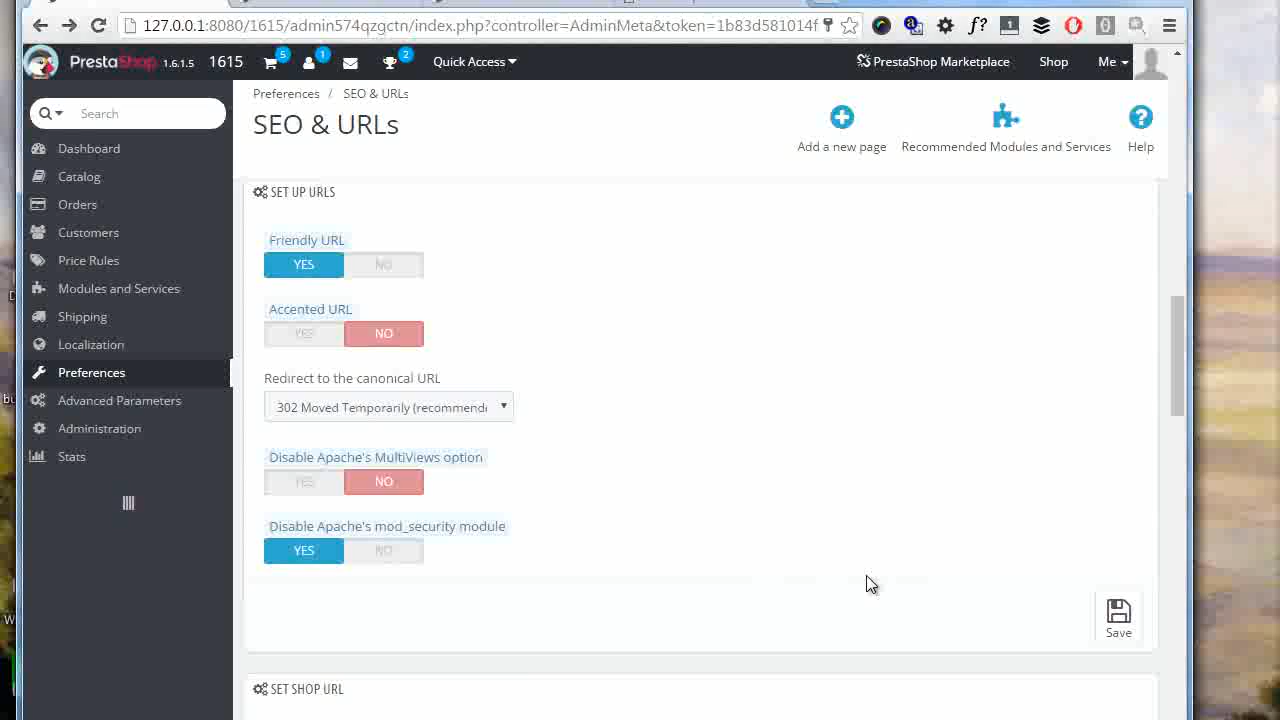 127.0.0.1:8080/1615/admin574qzgctn/index.php?controller=AdminMeta&token=1b83d581014f
f?
1
PrestaShop 1.6.1.5 1615 5 1 2 Quick Access PrestaShop Marketplace Shop Me
Search
Dashboard
Catalog
Orders
Customers
Price Rules
Modules and Services
Shipping
Localization
Preferences
Advanced Parameters
Administration
Stats
Preferences / SEO & URLs
SEO & URLs
Add a new page
Recommended Modules and Services
Help
SET UP URLS
Friendly URL
YES NO
Accented URL
YES NO
Redirect to the canonical URL
302 Moved Temporarily (recommend
Disable Apache's MultiViews option
YES NO
Disable Apache's mod_security module
YES NO
Save
SET SHOP URL